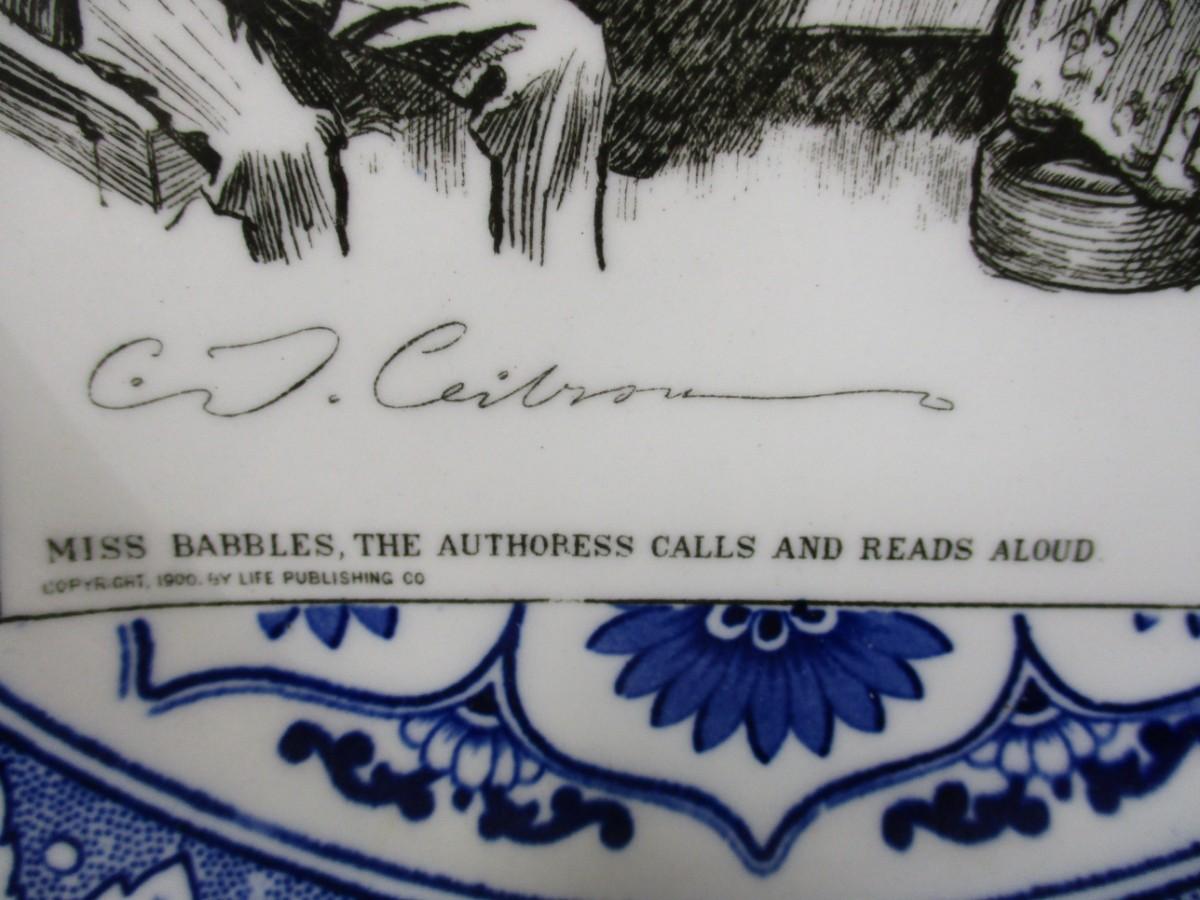 C. D. Gibson
MISS BABBLES, THE AUTHORESS CALLS AND READS ALOUD
COPYRIGHT, 1900. BY LIFE PUBLISHING CO